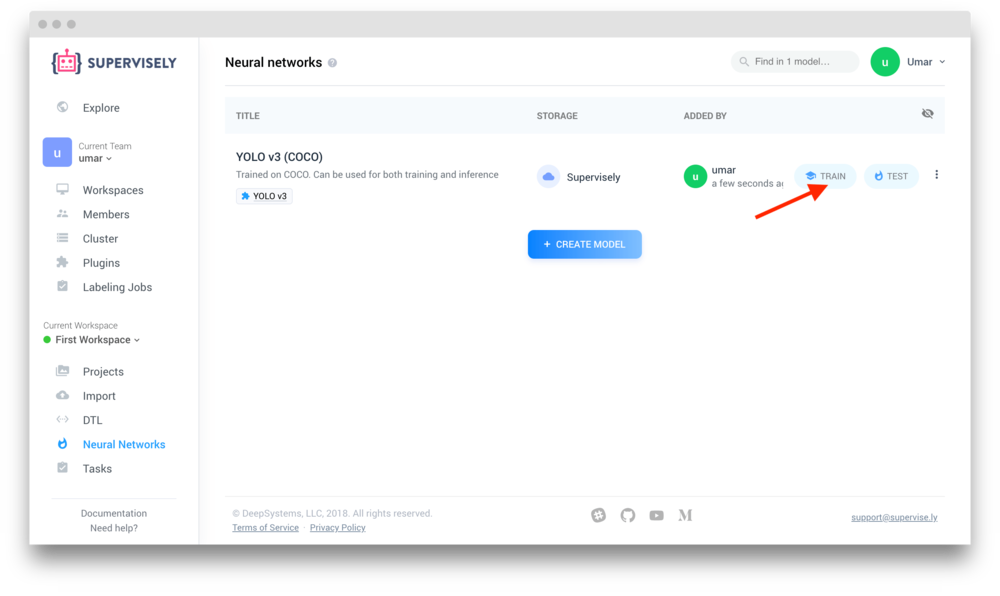 SUPERVISELY
Neural networks
Find in 1 model...
u
Umar
Explore
u
Current Team
umar
Workspaces
Members
Cluster
Plugins
Labeling Jobs
Current Workspace
First Workspace
Projects
Import
DTL
Neural Networks
Tasks
Documentation
Need help?
TITLE STORAGE ADDED BY
YOLO v3 (COCO)
Trained on COCO. Can be used for both training and inference
YOLO v3
Supervisely
u
umar
a few seconds a
TRAIN
TEST
+ CREATE MODEL
© DeepSystems, LLC, 2018. All rights reserved.
Terms of Service · Privacy Policy
support@supervise.ly